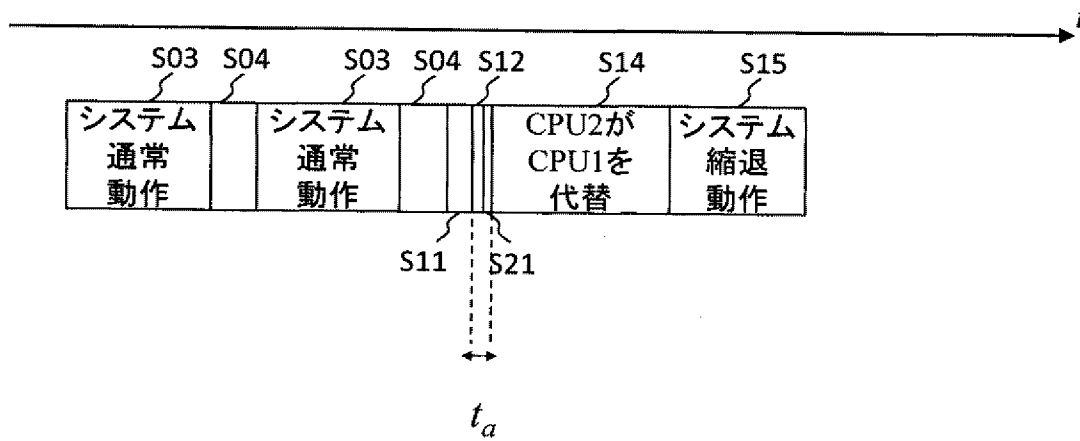 t
S03 S04 S03 S04 S12 S14 S15
システム
通常
動作
システム
通常
動作
CPU2が
CPU1を
代替
システム
縮退
動作
S11 S21
ta